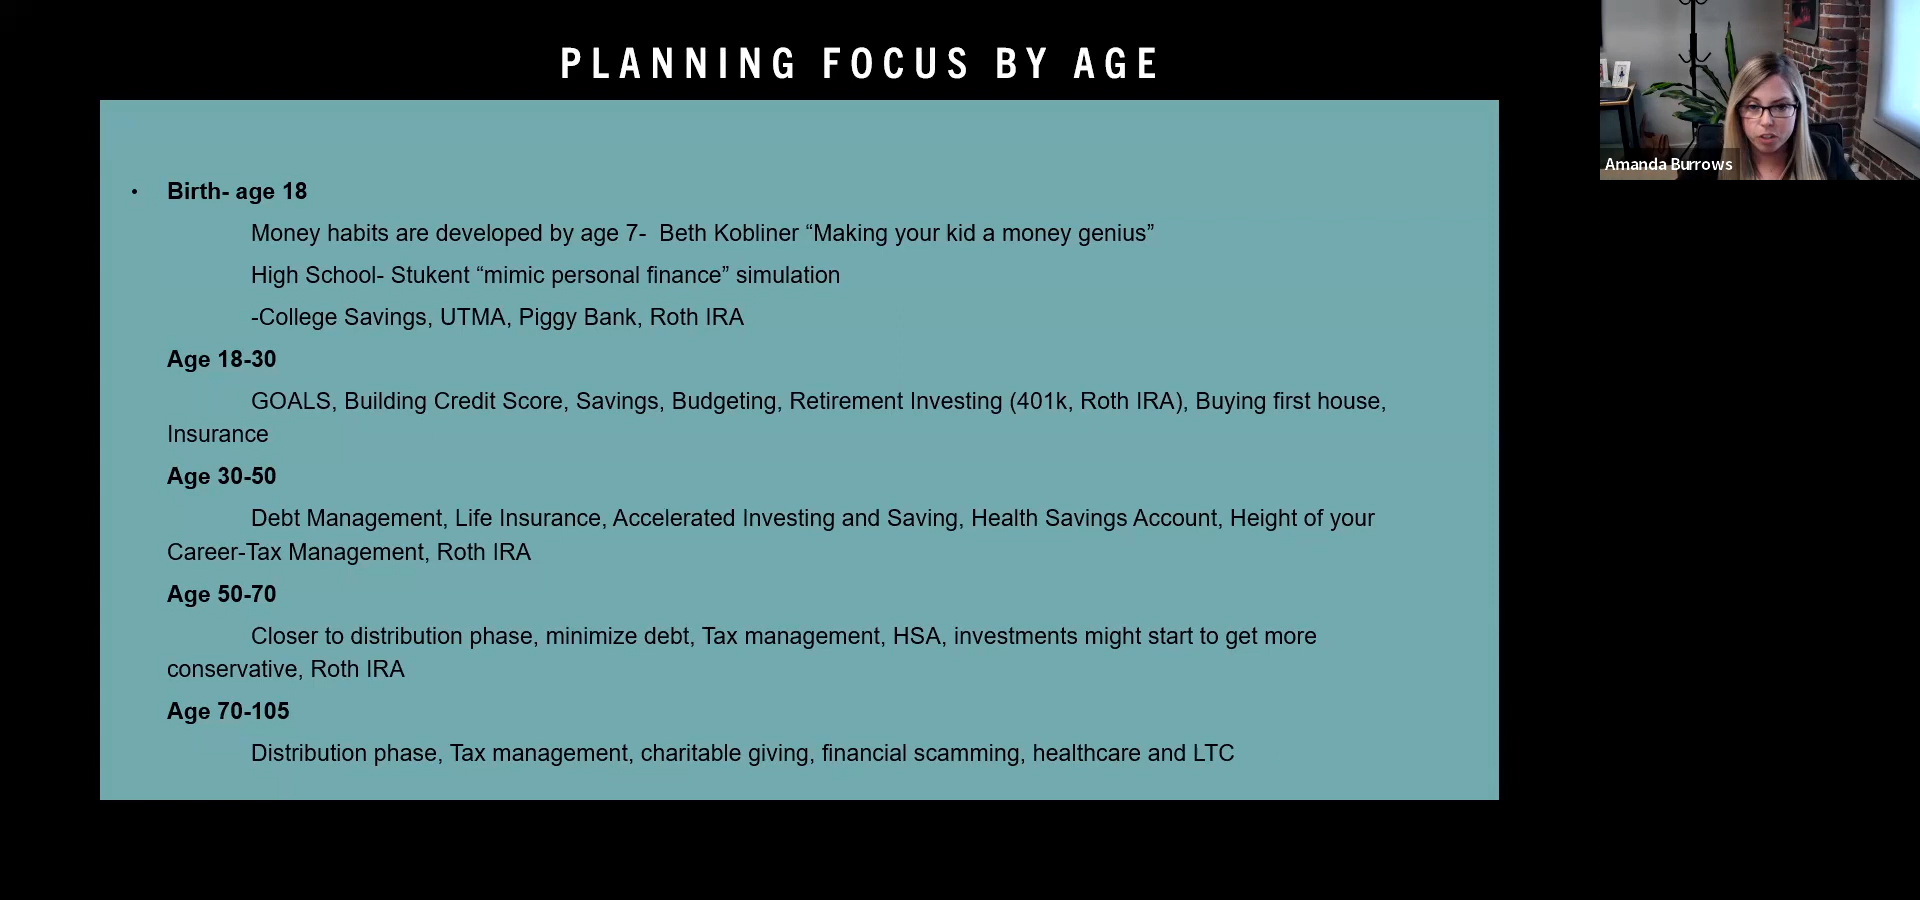 PLANNING FOCUS BY AGE
• Birth- age 18
Money habits are developed by age 7-  Beth Kobliner “Making your kid a money genius”
High School- Stukent “mimic personal finance” simulation
-College Savings, UTMA, Piggy Bank, Roth IRA
Age 18-30
GOALS, Building Credit Score, Savings, Budgeting, Retirement Investing (401k, Roth IRA), Buying first house,
Insurance
Age 30-50
Debt Management, Life Insurance, Accelerated Investing and Saving, Health Savings Account, Height of your
Career-Tax Management, Roth IRA
Age 50-70
Closer to distribution phase, minimize debt, Tax management, HSA, investments might start to get more
conservative, Roth IRA
Age 70-105
Distribution phase, Tax management, charitable giving, financial scamming, healthcare and LTC
Amanda Burrows